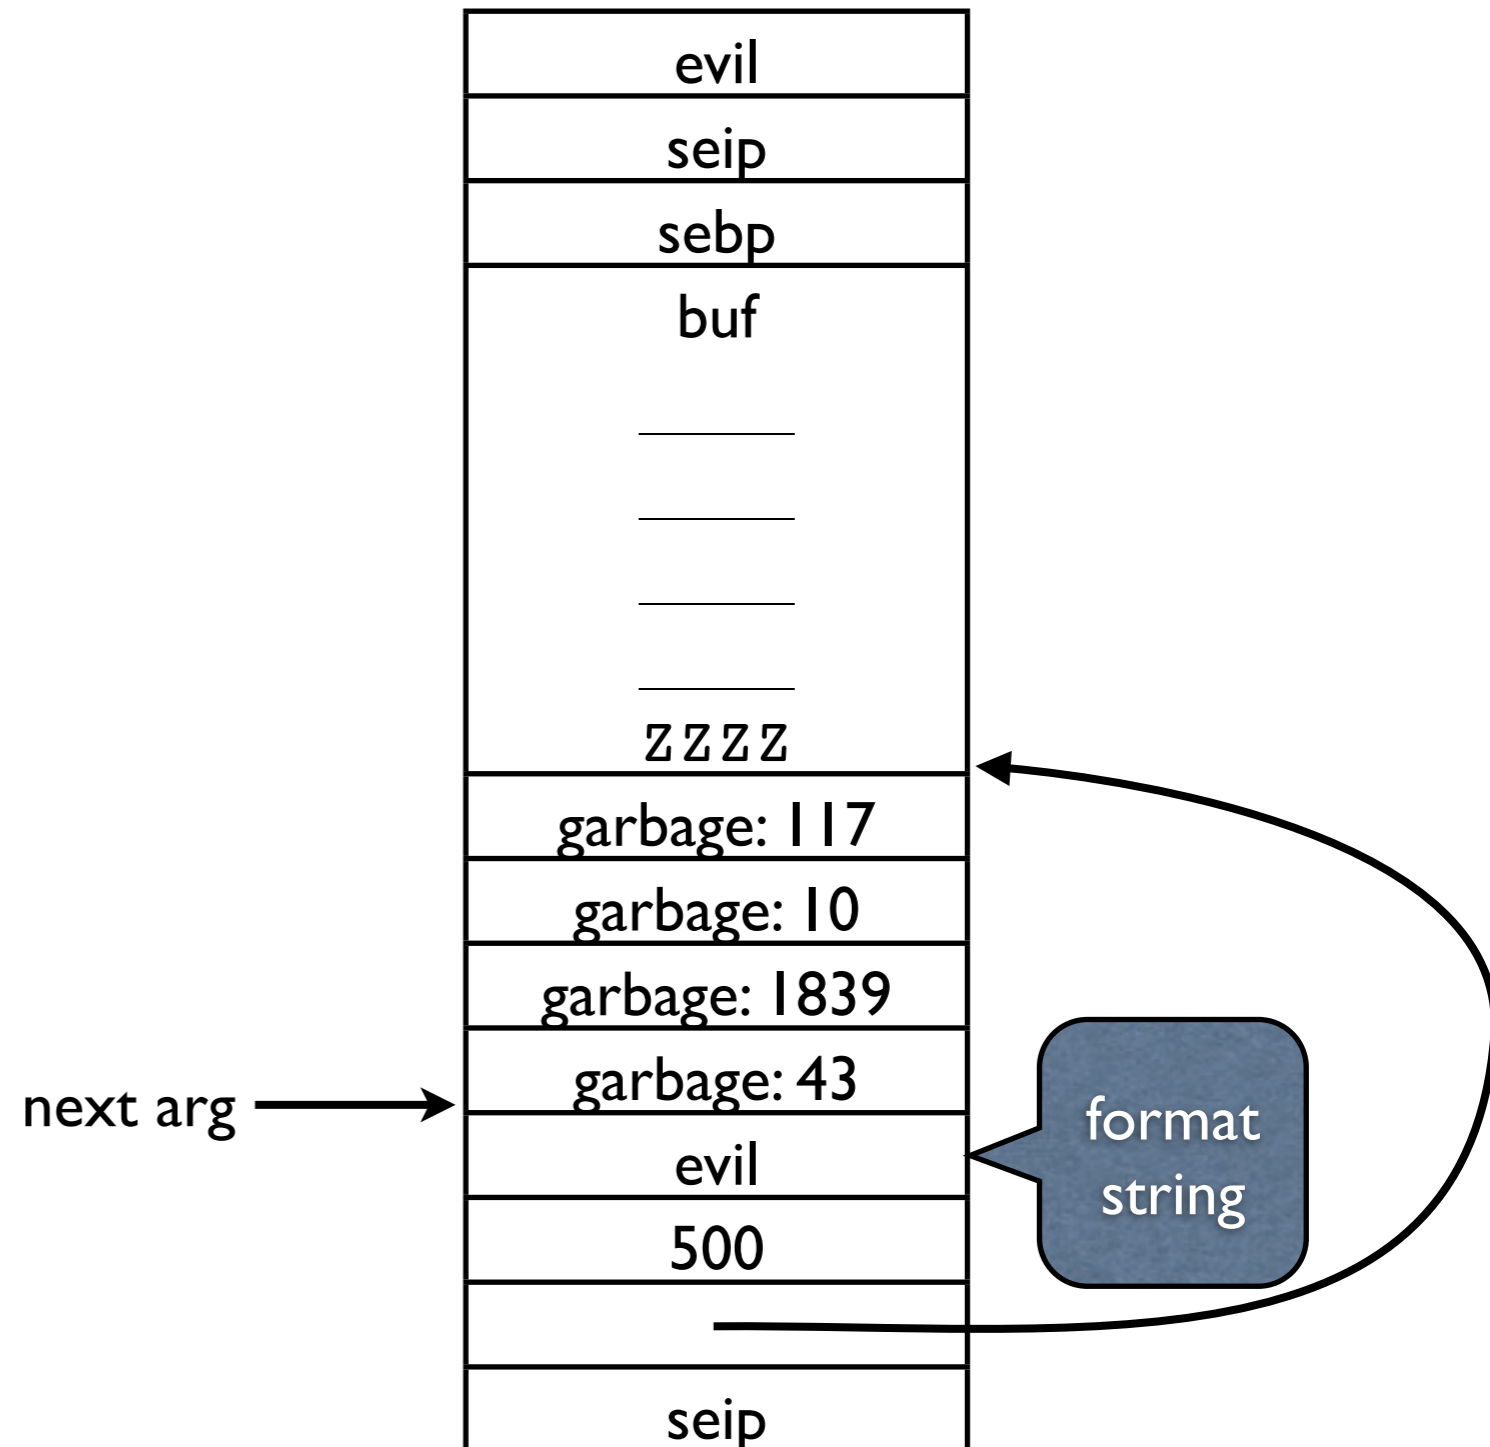 evil
seip
sebp
buf
ZZZZ
garbage: 117
garbage: 10
garbage: 1839
garbage: 43
next arg
evil
format
string
500
seip